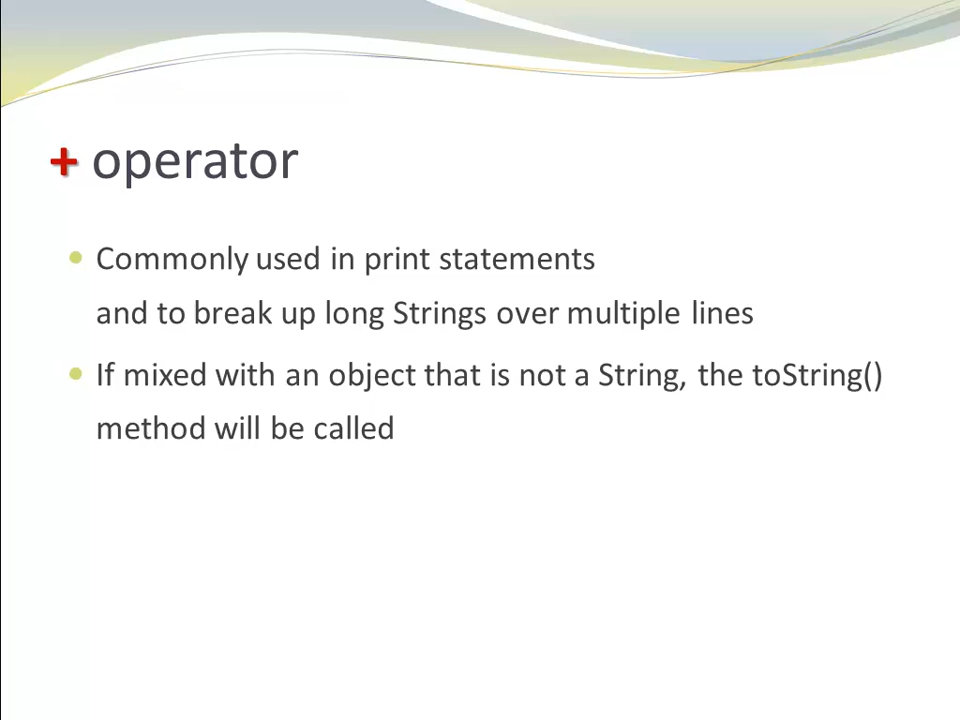 + operator
Commonly used in print statements
and to break up long Strings over multiple lines
If mixed with an object that is not a String, the toString()
method will be called